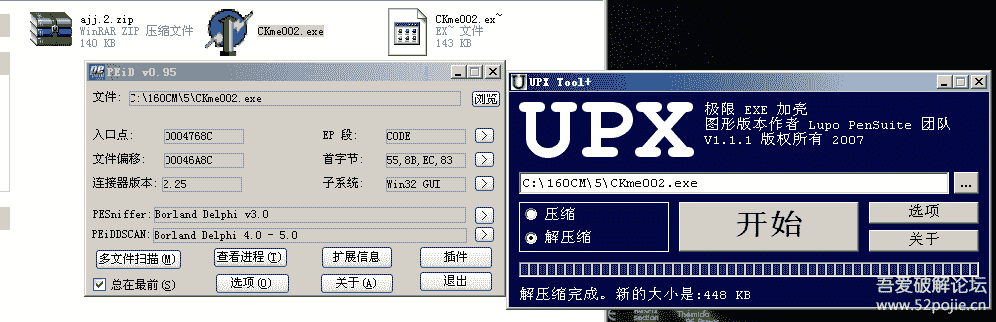 ajj.2.zip
WinRAR ZIP 压缩文件
140 KB
CKme002.exe
CKme002.ex~
EX~ 文件
143 KB
PEiD v0.95
文件: C:\160CM\5\CKme002.exe 浏览
入口点: 0004768C EP 段: CODE >
文件偏移: 00046A8C 首字节: 55,8B,EC,83 >
连接器版本: 2.25 子系统: Win32 GUI >
PESniffer: Borland Delphi v3.0 >
PEiDDSCAN: Borland Delphi 4.0 - 5.0 >
多文件扫描(M) 查看进程(T) 扩展信息 插件
总在最前(S) 选项(O) 关于(A) 退出
UPX Tool+
UPX
极限 EXE 加壳
图形版本作者 Lupo PenSuite 团队
V1.1.1 版权所有 2007
C:\160CM\5\CKme002.exe ...
压缩
解压缩
开始
选项
关于
解压缩完成。新的大小是:448 KB
吾爱破解论坛
www.52pojie.cn
section
Themida